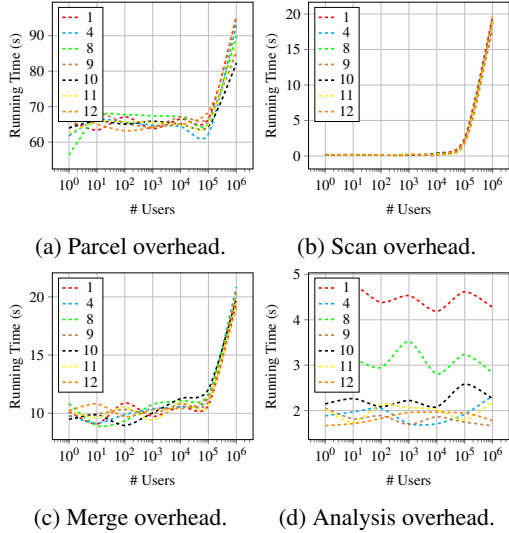 Running Time (s)
90
80
70
60
1
4
8
9
10
11
12
10^0 10^1 10^2 10^3 10^4 10^5 10^6
# Users
(a) Parcel overhead.
Running Time (s)
20
15
10
5
0
1
4
8
9
10
11
12
10^0 10^1 10^2 10^3 10^4 10^5 10^6
# Users
(b) Scan overhead.
Running Time (s)
20
15
10
1
4
8
9
10
11
12
10^0 10^1 10^2 10^3 10^4 10^5 10^6
# Users
(c) Merge overhead.
Running Time (s)
5
4
3
2
1
4
8
9
10
11
12
10^0 10^1 10^2 10^3 10^4 10^5 10^6
# Users
(d) Analysis overhead.